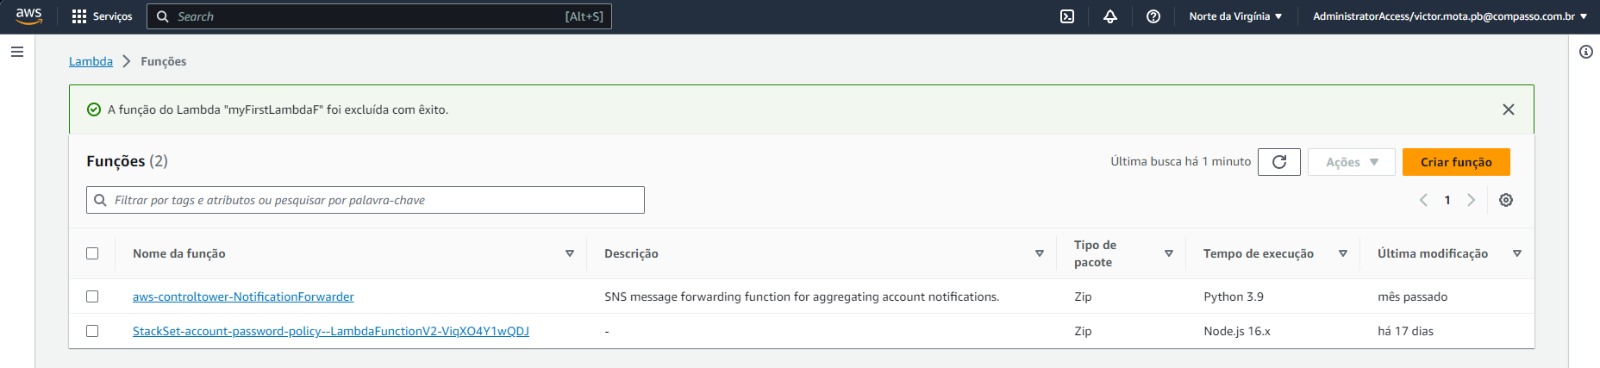 aws Serviços Search [Alt+S] Norte da Virgínia AdministratorAccess/victor.mota.pb@compasso.com.br
Lambda Funções
A função do Lambda "myFirstLambdaF" foi excluída com êxito.
Funções (2) Última busca há 1 minuto Ações Criar função
Filtrar por tags e atributos ou pesquisar por palavra-chave 1
Nome da função Descrição Tipo de pacote Tempo de execução Última modificação
aws-controltower-NotificationForwarder SNS message forwarding function for aggregating account notifications. Zip Python 3.9 mês passado
StackSet-account-password-policy--LambdaFunctionV2-ViqXO4Y1wQDJ - Zip Node.js 16.x há 17 dias